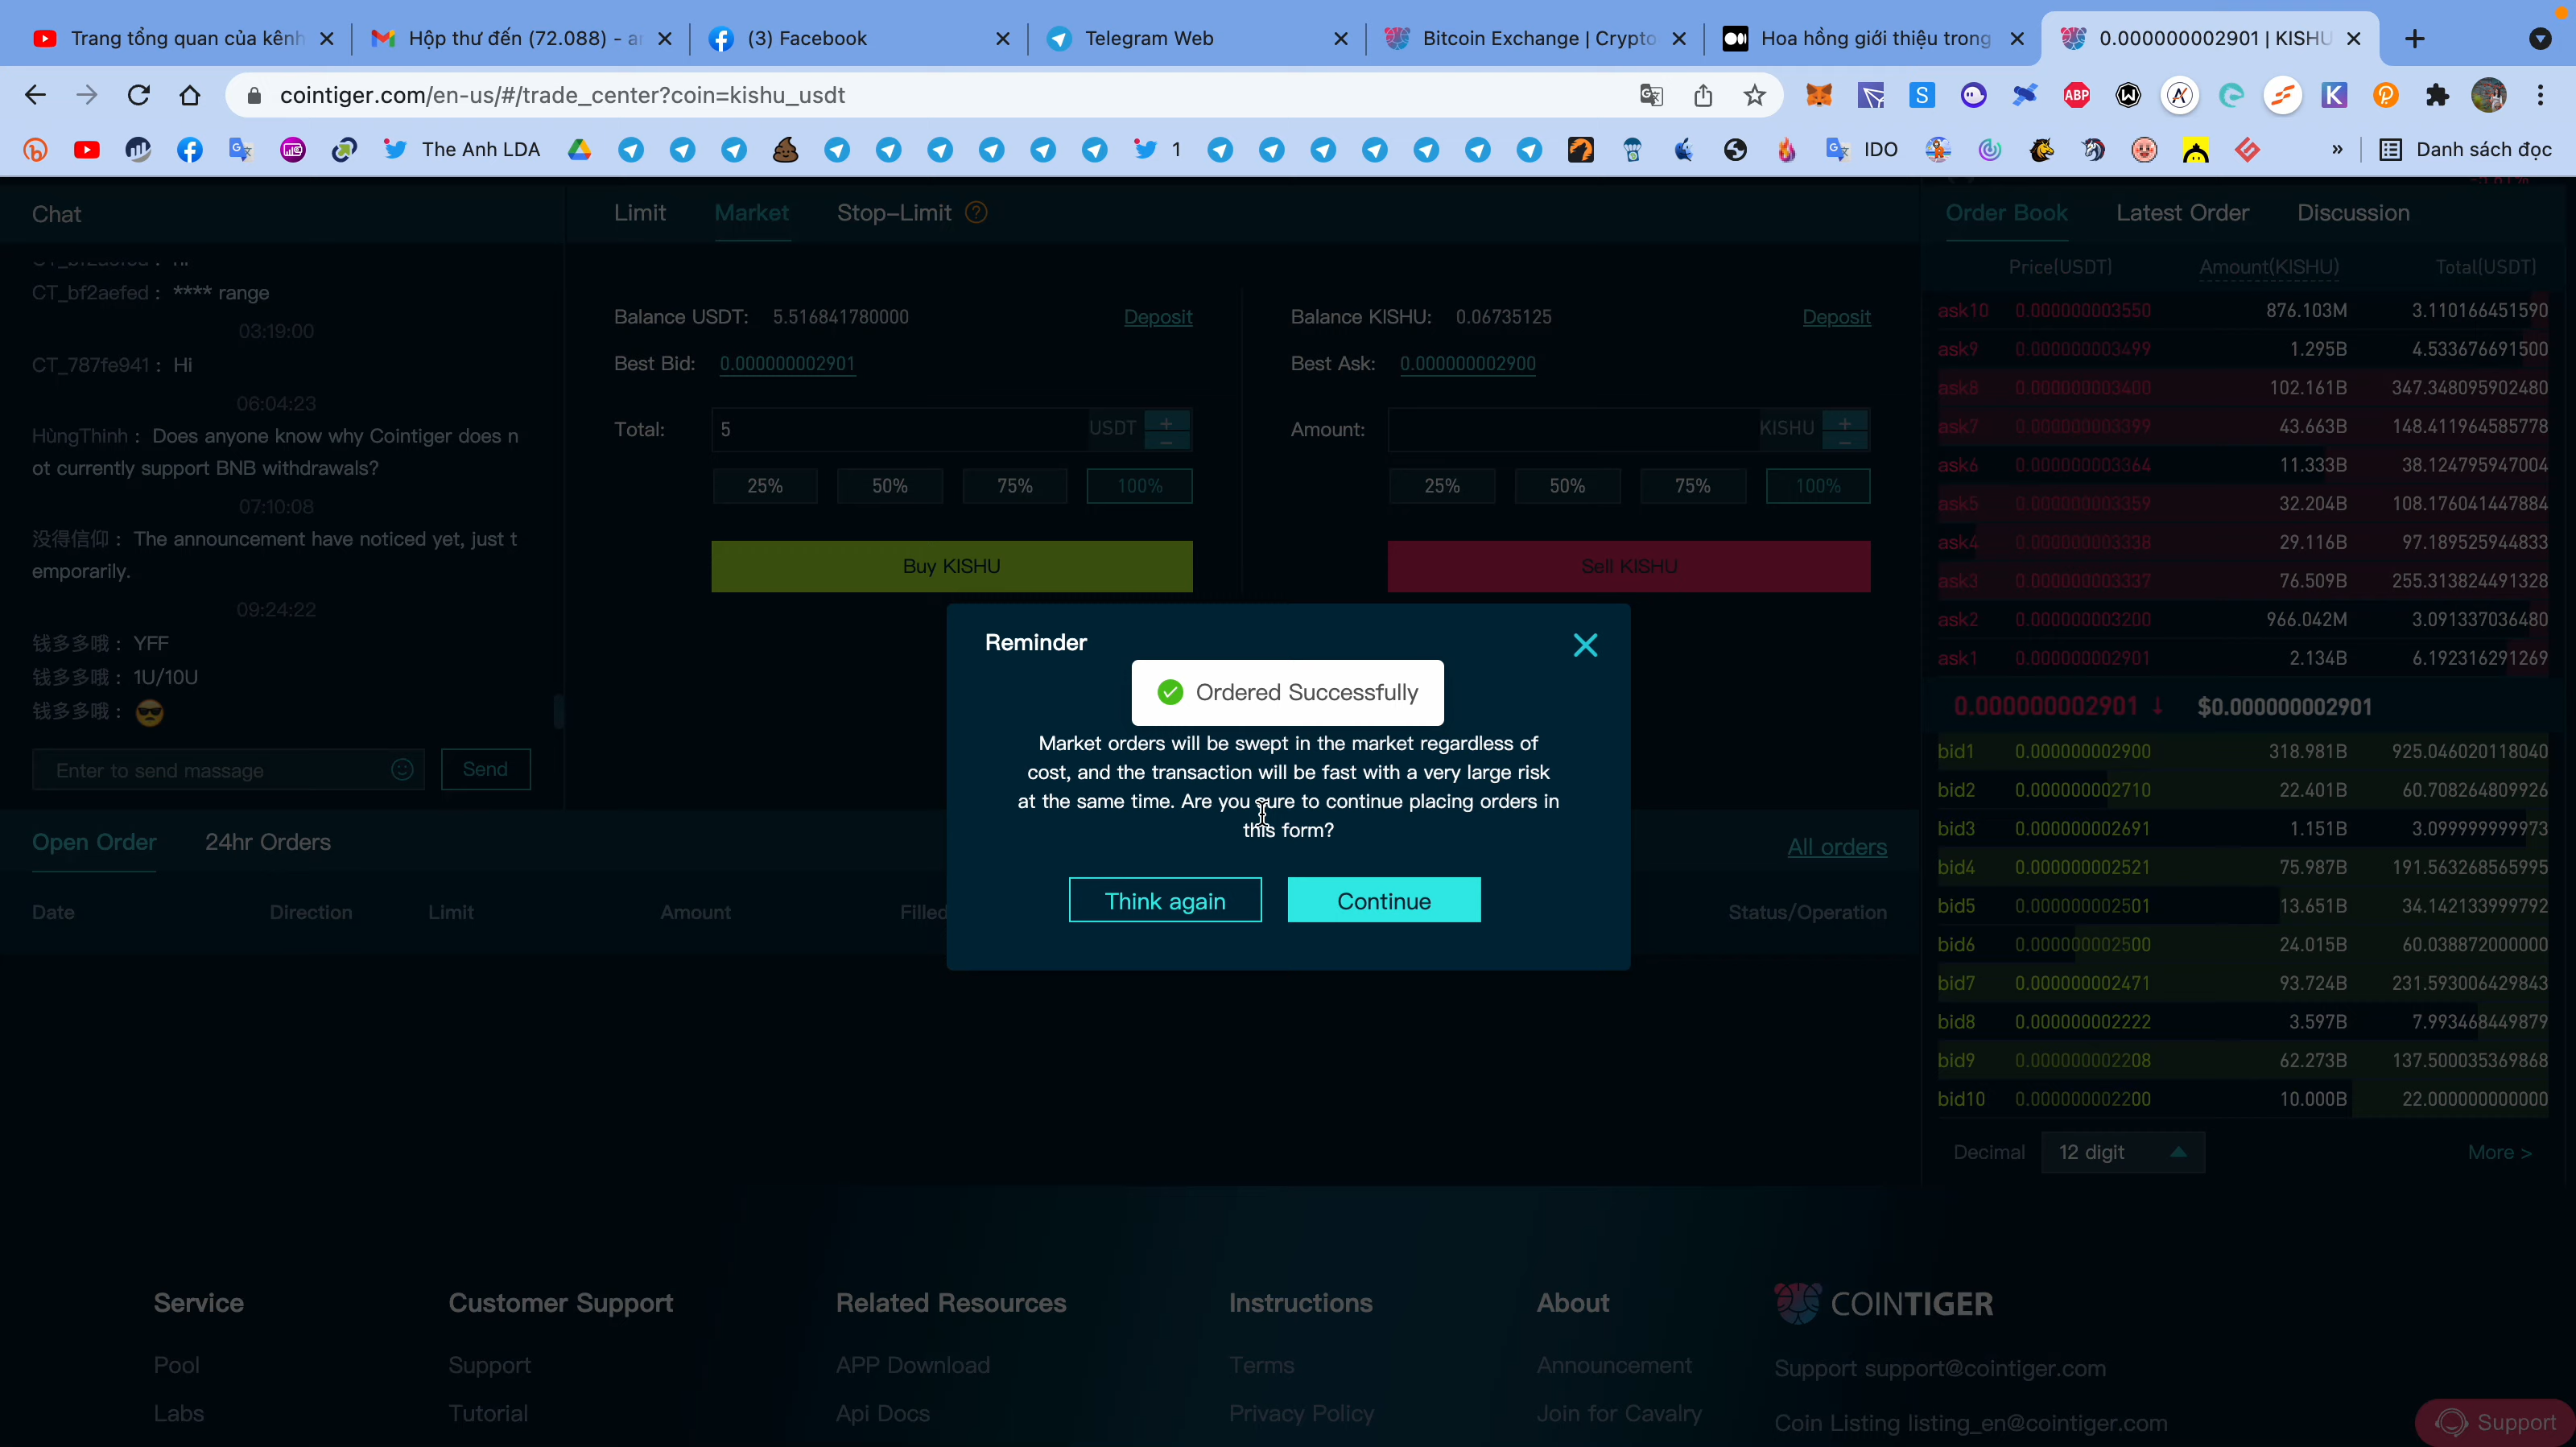 Trang tổng quan của kênh
Hộp thư đến (72.088) - an
(3) Facebook
Telegram Web
Bitcoin Exchange | Crypto
Hoa hồng giới thiệu trong
0.000000002901 | KISHU
cointiger.com/en-us/#/trade_center?coin=kishu_usdt
The Anh LDA
1
IDO
»
Danh sách đọc
Chat
CT_bf2aefed : hi
CT_bf2aefed : **** range
03:19:00
CT_787fe941 : Hi
06:04:23
HùngThinh : Does anyone know why Cointiger does n
ot currently support BNB withdrawals?
07:10:08
没得信仰 : The announcement have noticed yet, just t
emporarily.
09:24:22
钱多多哦 : YFF
钱多多哦 : 1U/10U
钱多多哦 : 😎
Enter to send massage
Send
Limit Market Stop-Limit ?
Balance USDT: 5.516841780000 Deposit
Best Bid: 0.000000002901
Total: 5 USDT + −
25% 50% 75% 100%
Buy KISHU
Balance KISHU: 0.06735125 Deposit
Best Ask: 0.000000002900
Amount: KISHU + −
25% 50% 75% 100%
Sell KISHU
Reminder
Ordered Successfully
Market orders will be swept in the market regardless of
cost, and the transaction will be fast with a very large risk
at the same time. Are you sure to continue placing orders in
this form?
Think again Continue
Open Order 24hr Orders All orders
Date Direction Limit Amount Filled Status/Operation
Order Book Latest Order Discussion
Price(USDT) Amount(KISHU) Total(USDT)
ask10 0.000000003550 876.103M 3.110166451590
ask9 0.000000003499 1.295B 4.533676691500
ask8 0.000000003400 102.161B 347.348095902480
ask7 0.000000003399 43.663B 148.411964585778
ask6 0.000000003364 11.333B 38.124795947004
ask5 0.000000003359 32.204B 108.176041447884
ask4 0.000000003338 29.116B 97.189525944833
ask3 0.000000003337 76.509B 255.313824491328
ask2 0.000000003200 966.042M 3.091337036480
ask1 0.000000002901 2.134B 6.192316291269
0.000000002901 ↓ $0.000000002901
bid1 0.000000002900 318.981B 925.046020118040
bid2 0.000000002710 22.401B 60.708264809926
bid3 0.000000002691 1.151B 3.099999999973
bid4 0.000000002521 75.987B 191.563268565995
bid5 0.000000002501 13.651B 34.142133999792
bid6 0.000000002500 24.015B 60.038872000000
bid7 0.000000002471 93.724B 231.593006429843
bid8 0.000000002222 3.597B 7.993468449879
bid9 0.000000002208 62.273B 137.500035369868
bid10 0.000000002200 10.000B 22.000000000000
Decimal 12 digit More >
Service
Pool
Labs
Customer Support
Support
Tutorial
Related Resources
APP Download
Api Docs
Instructions
Terms
Privacy Policy
About
Announcement
Join for Cavalry
COINTIGER
Support support@cointiger.com
Coin Listing listing_en@cointiger.com
Support